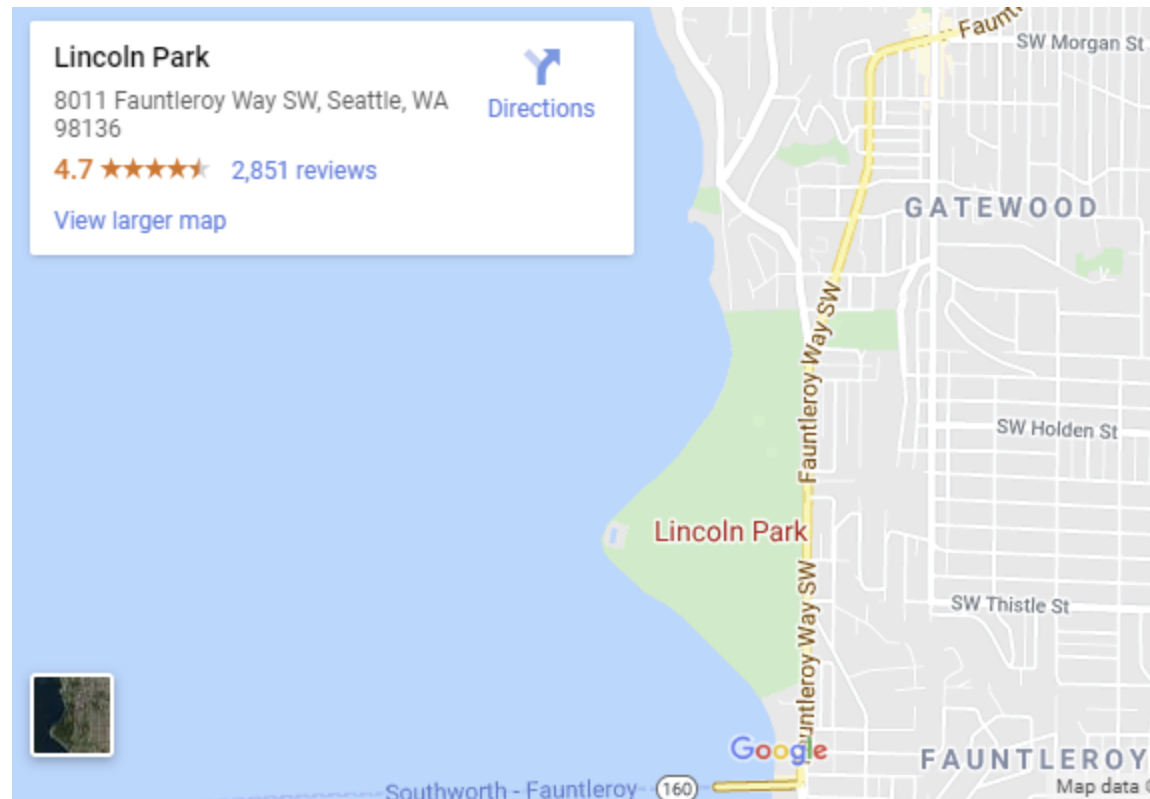 Lincoln Park
8011 Fauntleroy Way SW, Seattle, WA
98136
4.7
2,851 reviews
View larger map
Directions
SW Morgan St
GATEWOOD
Fauntleroy Way SW
SW Holden St
Lincoln Park
SW Thistle St
Way SW
Google
FAUNTLEROY
Southworth - Fauntleroy
160
Map data